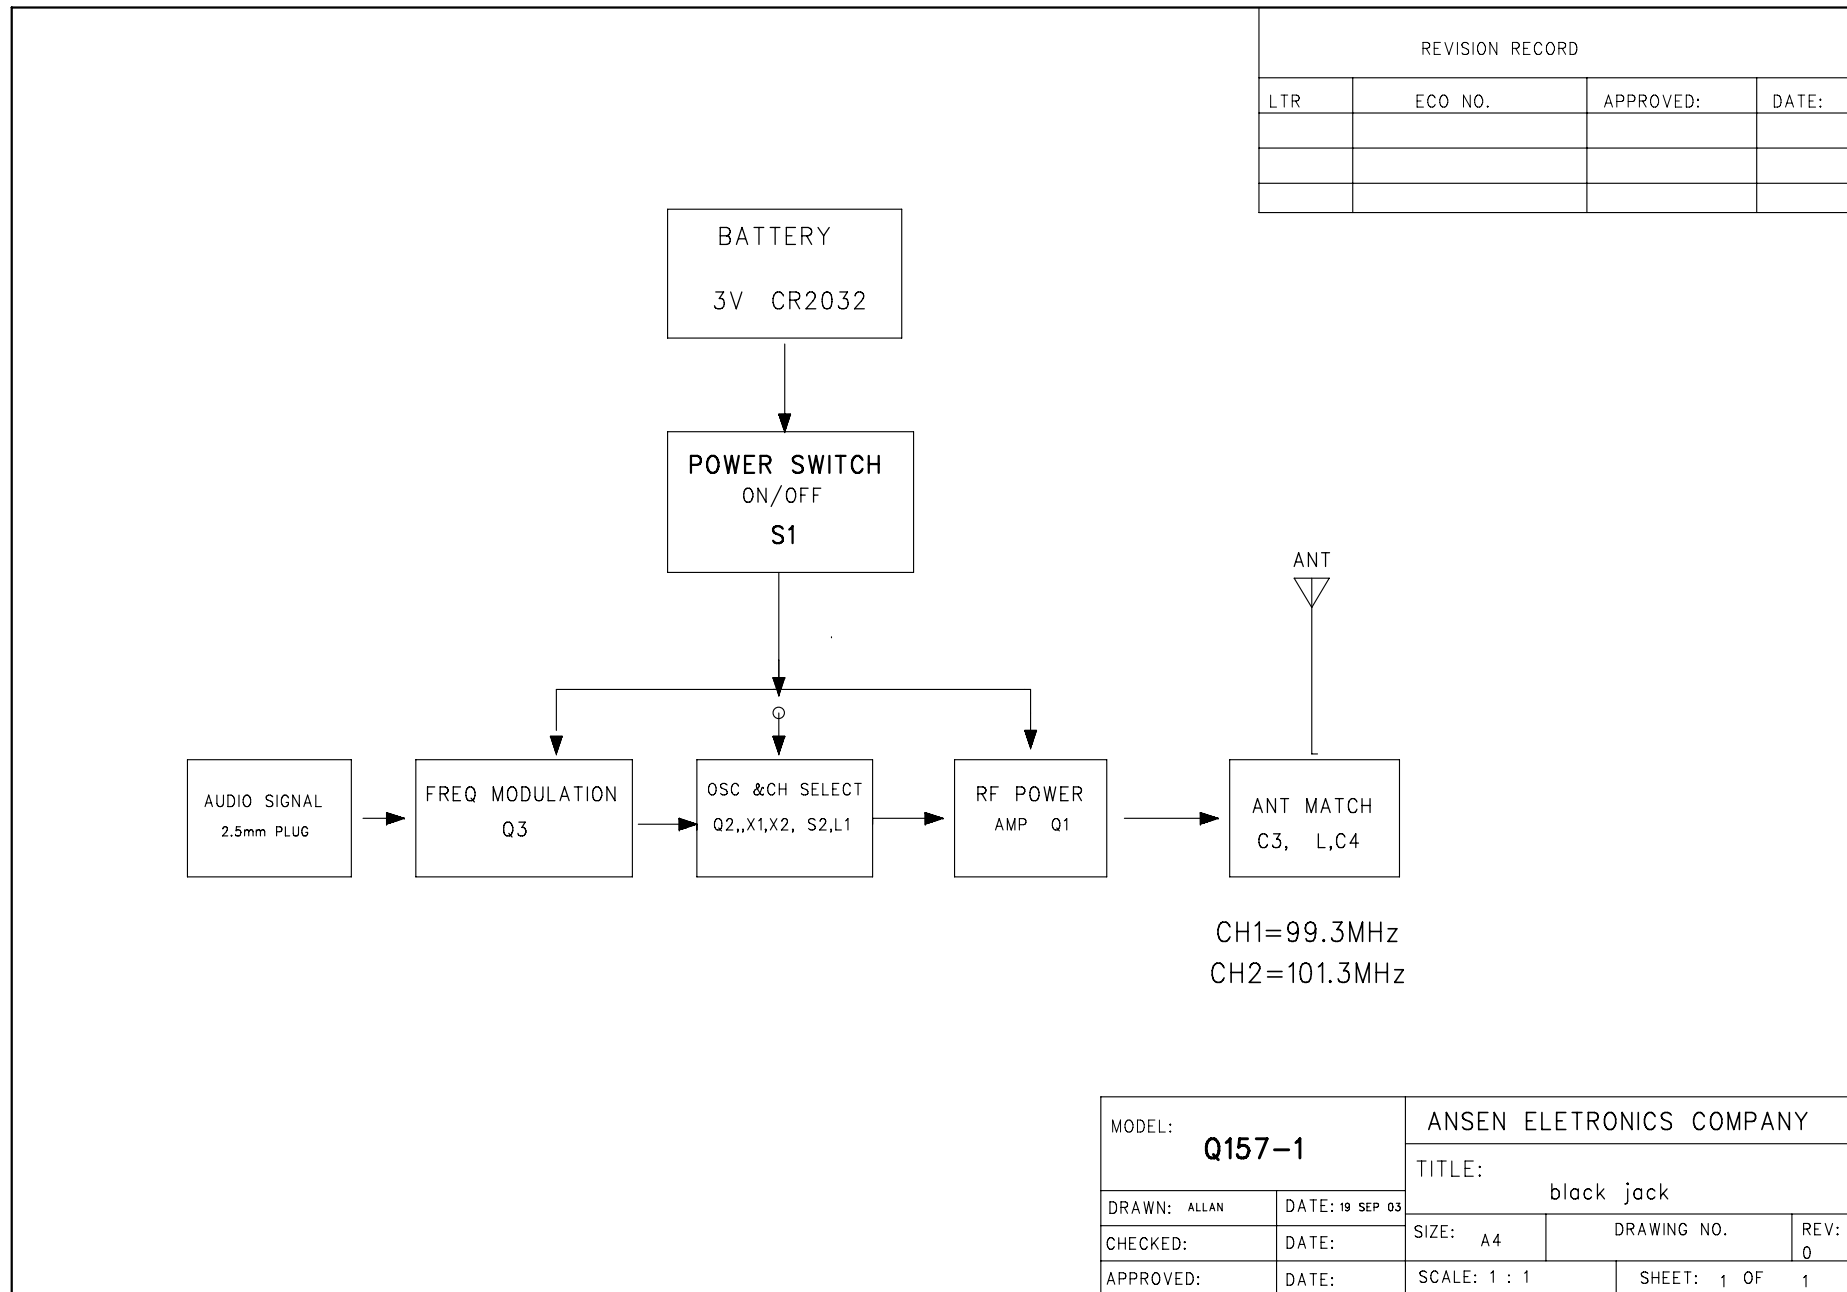 REVISION RECORD
LTR ECO NO. APPROVED: DATE:
BATTERY
3V CR2032
POWER SWITCH
ON/OFF
S1
ANT
AUDIO SIGNAL
2.5mm PLUG
FREQ MODULATION
Q3
OSC &CH SELECT
Q2,,X1,X2, S2,L1
RF POWER
AMP Q1
ANT MATCH
C3, L,C4
CH1=99.3MHz
CH2=101.3MHz
MODEL:
Q157-1
ANSEN ELETRONICS COMPANY
TITLE:
black jack
DRAWN: ALLAN DATE: 19 SEP 03
CHECKED: DATE:
APPROVED: DATE:
SIZE: A4
DRAWING NO.
REV:
0
SCALE: 1 : 1
SHEET: 1 OF 1